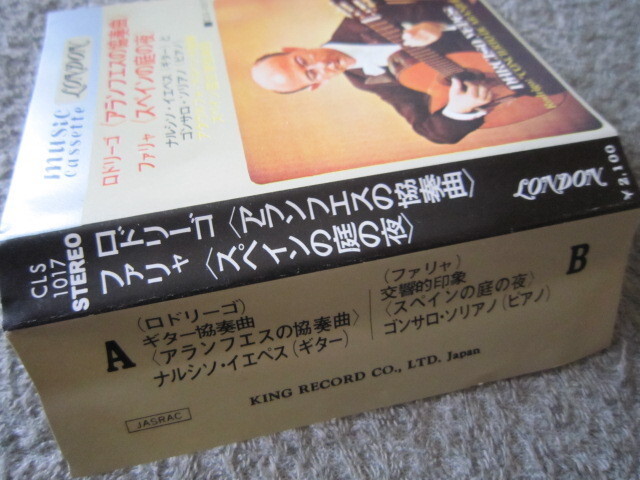 music
cassette
LONDON
ロドリーゴ〈アランフエスの協奏曲〉
ファリャ〈スペインの庭の夜〉
ナルシソ・イエペス(ギター)と
ゴンサロ・ソリアノ(ピアノ)
CLS
1017
STEREO
ロドリーゴ〈アランフエスの協奏曲〉
ファリャ〈スペインの庭の夜〉
LONDON
¥2,100
A
(ロドリーゴ)
ギター協奏曲
〈アランフエスの協奏曲〉
ナルシソ・イエペス(ギター)
B
(ファリャ)
交響的印象
〈スペインの庭の夜〉
ゴンサロ・ソリアノ(ピアノ)
KING RECORD CO., LTD. Japan
JASRAC